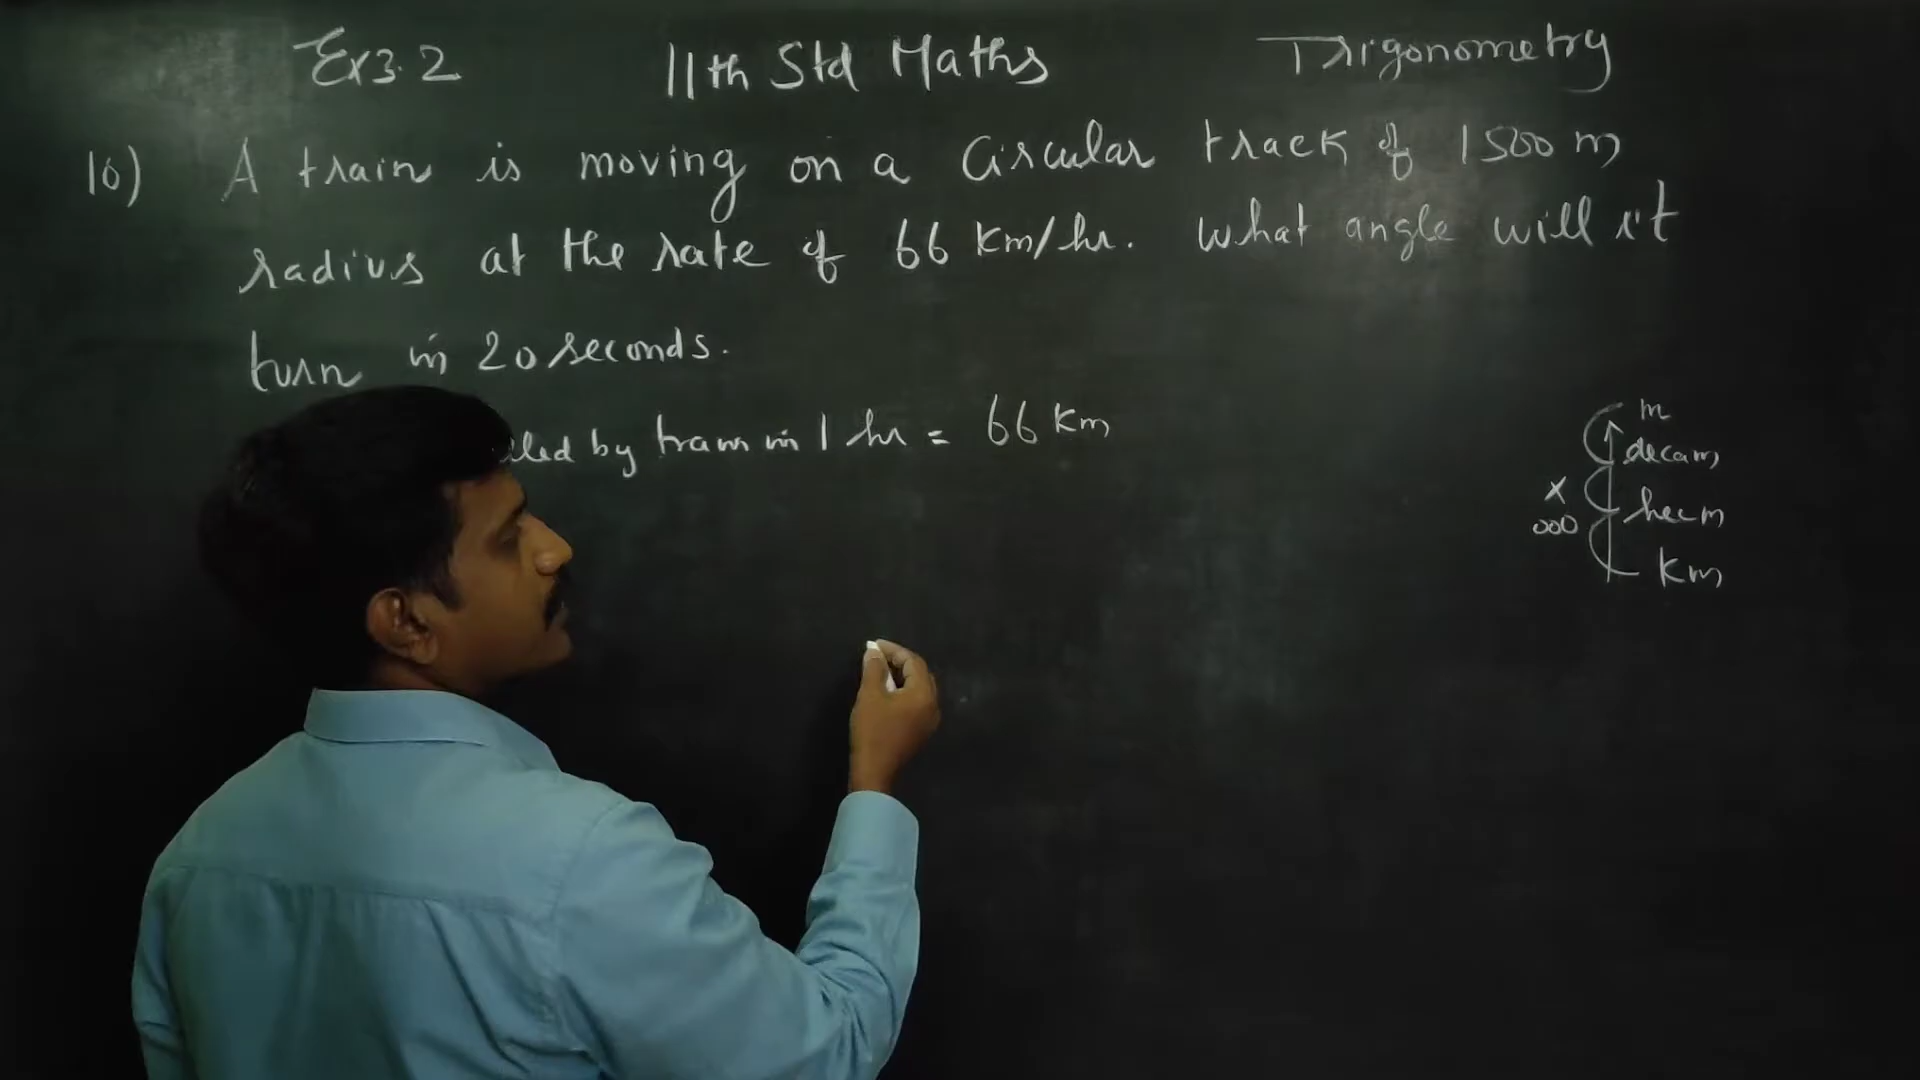 Ex 3.2 11th Std Maths Trigonometry
10) A train is moving on a Circular track of 1500 m
radius at the rate of 66 Km/hr. What angle will it
turn in 20 seconds.
by train in 1 hr = 66 Km
m
decam
x
000
hecm
Km